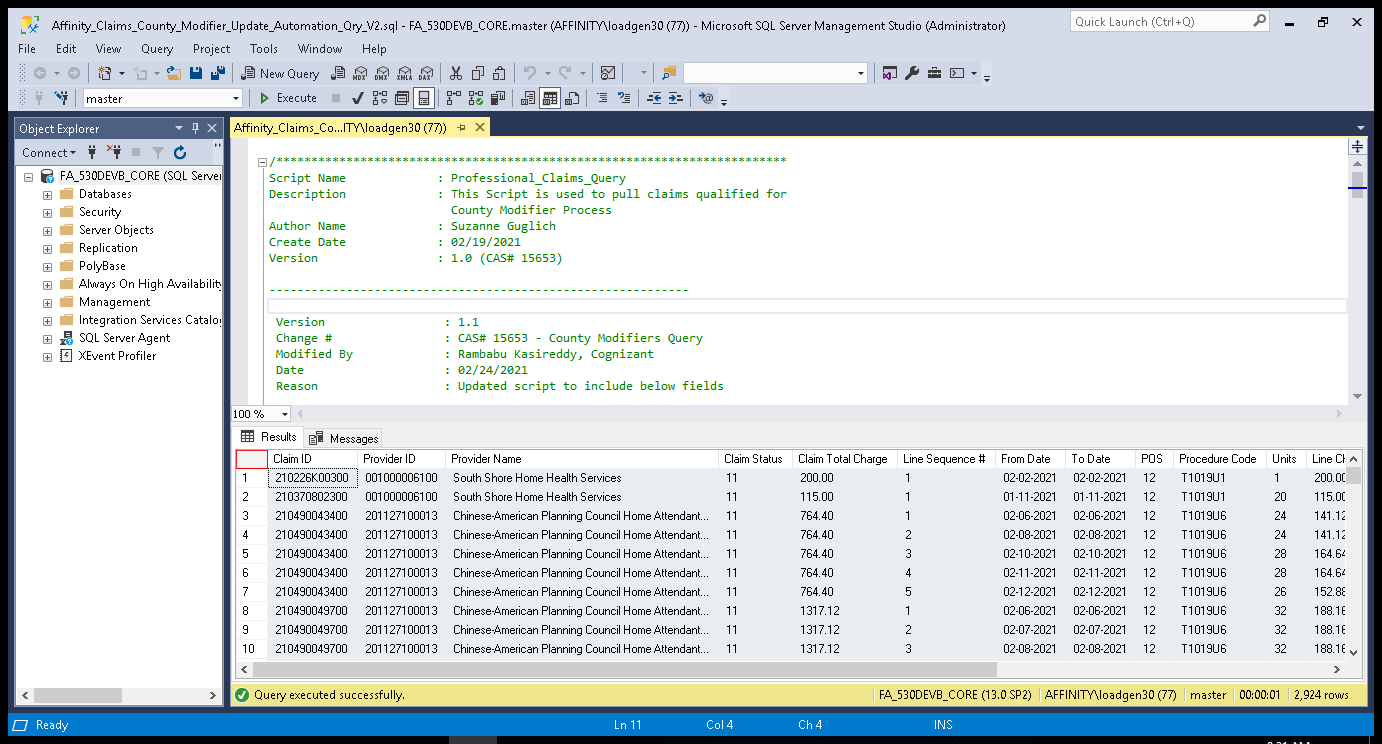 Affinity_Claims_County_Modifier_Update_Automation_Qry_V2.sql - FA_530DEVB_CORE.master (AFFINITY\loadgen30 (77)) - Microsoft SQL Server Management Studio (Administrator)
Quick Launch (Ctrl+Q)
File Edit View Query Project Tools Window Help
New Query MDX DMX XMLA DAX
master Execute
Object Explorer
Affinity_Claims_Co...ITY\loadgen30 (77))
Connect
FA_530DEVB_CORE (SQL Server
Databases
Security
Server Objects
Replication
PolyBase
Always On High Availability
Management
Integration Services Catalo
SQL Server Agent
XEvent Profiler
/*************************************************************************
Script Name : Professional_Claims_Query
Description : This Script is used to pull claims qualified for
County Modifier Process
Author Name : Suzanne Guglich
Create Date : 02/19/2021
Version : 1.0 (CAS# 15653)
------------------------------------------------------------
Version : 1.1
Change # : CAS# 15653 - County Modifiers Query
Modified By : Rambabu Kasireddy, Cognizant
Date : 02/24/2021
Reason : Updated script to include below fields
100 %
Results Messages
Claim ID Provider ID Provider Name Claim Status Claim Total Charge Line Sequence # From Date To Date POS Procedure Code Units Line Ch
1 210226K00300 001000006100 South Shore Home Health Services 11 200.00 1 02-02-2021 02-02-2021 12 T1019U1 1 200.00
2 210370802300 001000006100 South Shore Home Health Services 11 115.00 1 01-11-2021 01-11-2021 12 T1019U1 20 115.00
3 210490043400 201127100013 Chinese-American Planning Council Home Attendant... 11 764.40 1 02-06-2021 02-06-2021 12 T1019U6 24 141.12
4 210490043400 201127100013 Chinese-American Planning Council Home Attendant... 11 764.40 2 02-08-2021 02-08-2021 12 T1019U6 24 141.12
5 210490043400 201127100013 Chinese-American Planning Council Home Attendant... 11 764.40 3 02-10-2021 02-10-2021 12 T1019U6 28 164.64
6 210490043400 201127100013 Chinese-American Planning Council Home Attendant... 11 764.40 4 02-11-2021 02-11-2021 12 T1019U6 28 164.64
7 210490043400 201127100013 Chinese-American Planning Council Home Attendant... 11 764.40 5 02-12-2021 02-12-2021 12 T1019U6 26 152.88
8 210490049700 201127100013 Chinese-American Planning Council Home Attendant... 11 1317.12 1 02-06-2021 02-06-2021 12 T1019U6 32 188.16
9 210490049700 201127100013 Chinese-American Planning Council Home Attendant... 11 1317.12 2 02-07-2021 02-07-2021 12 T1019U6 32 188.16
10 210490049700 201127100013 Chinese-American Planning Council Home Attendant... 11 1317.12 3 02-08-2021 02-08-2021 12 T1019U6 32 188.16
Query executed successfully. FA_530DEVB_CORE (13.0 SP2) AFFINITY\loadgen30 (77) master 00:00:01 2,924 rows
Ready Ln 11 Col 4 Ch 4 INS